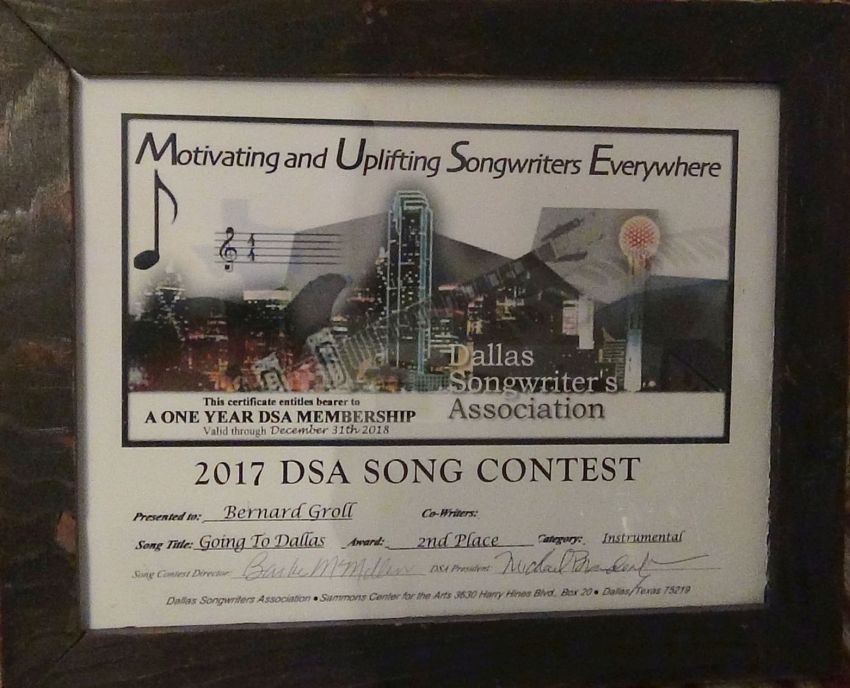 Motivating and Uplifting Songwriters Everywhere
4
4
Dallas
Songwriter's
Association
This certificate entitles bearer to
A ONE YEAR DSA MEMBERSHIP
Valid through December 31th 2018
2017 DSA SONG CONTEST
Presented to: Bernard Groll Co-Writers:
Song Title: Going To Dallas Award: 2nd Place Category: Instrumental
Song Contest Director: DSA President: Michael
Dallas Songwriters Association • Sammons Center for the Arts 3630 Harry Hines Blvd, Box 20 • Dallas, Texas 75219